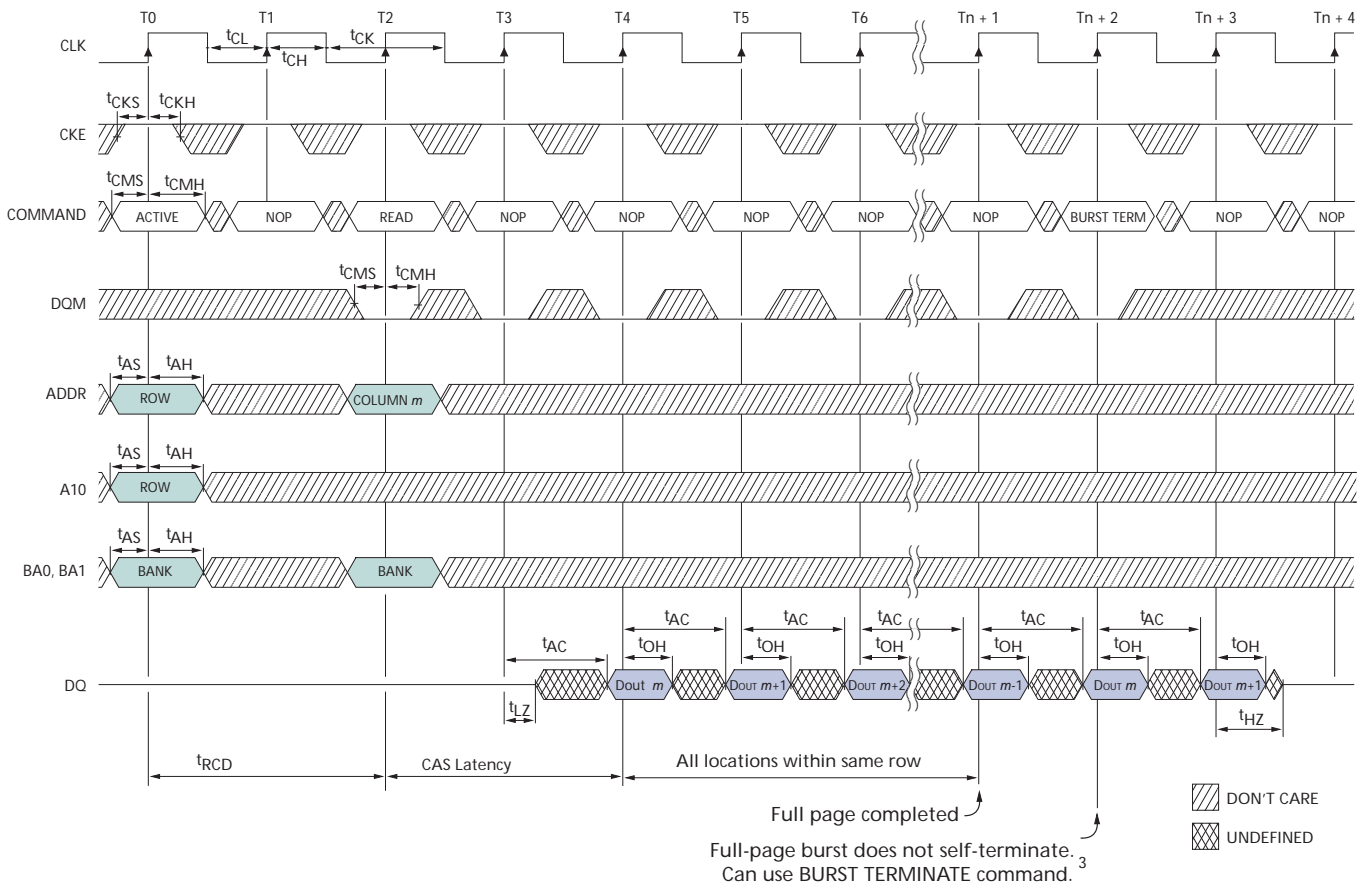 T0 T1 T2 T3 T4 T5 T6 Tn + 1 Tn + 2 Tn + 3 Tn + 4
CLK tCL tCH tCK
tCKS tCKH
CKE
tCMS tCMH
COMMAND ACTIVE NOP READ NOP NOP NOP NOP NOP BURST TERM NOP NOP
tCMS tCMH
DQM
tAS tAH
ADDR ROW COLUMN m
tAS tAH
A10 ROW
tAS tAH
BA0, BA1 BANK BANK
tAC tAC tAC tAC tAC tAC
tOH tOH tOH tOH tOH tOH
DQ DOUT m DOUT m+1 DOUT m+2 DOUT m-1 DOUT m DOUT m+1
tLZ tHZ
tRCD CAS Latency All locations within same row
Full page completed
Full-page burst does not self-terminate.
Can use BURST TERMINATE command. 3
DON'T CARE
UNDEFINED